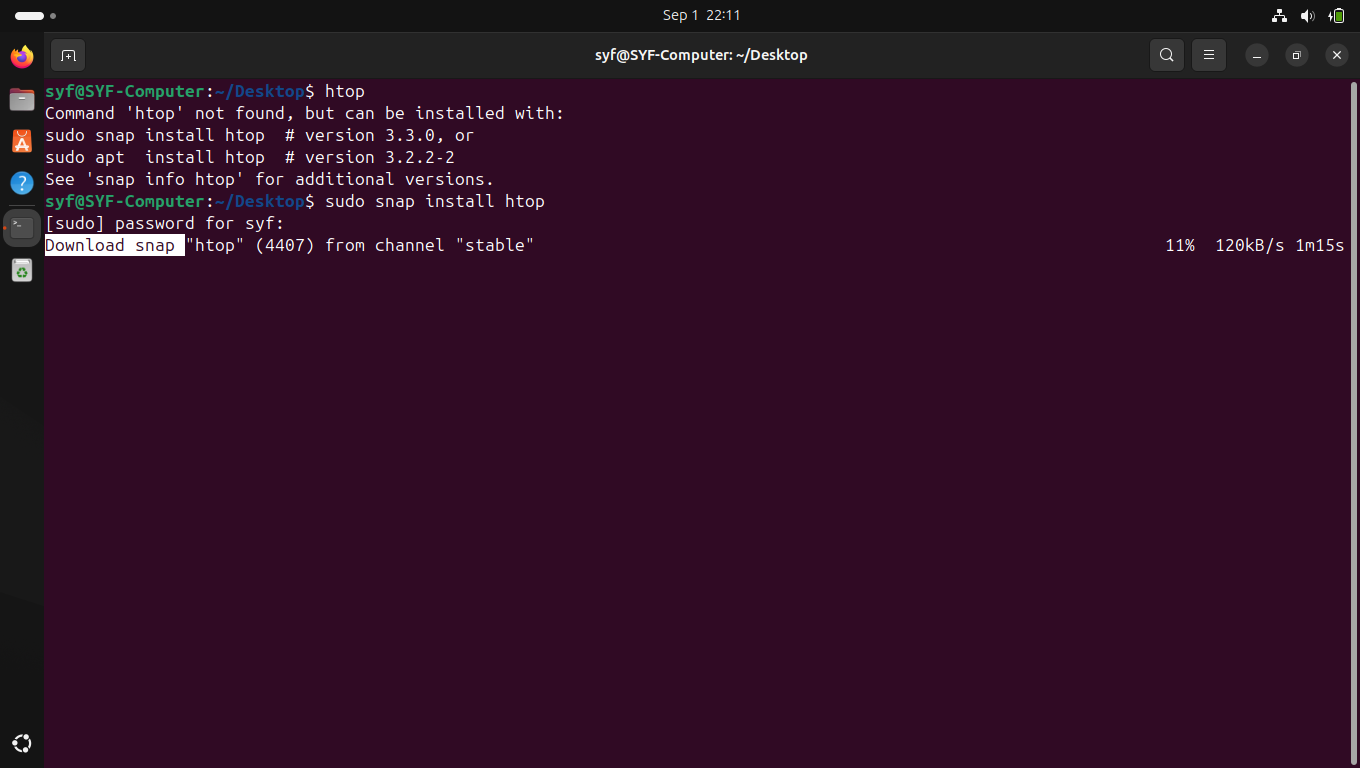 Sep 1 22:11
syf@SYF-Computer: ~/Desktop
syf@SYF-Computer:~/Desktop$ htop
Command 'htop' not found, but can be installed with:
sudo snap install htop  # version 3.3.0, or
sudo apt  install htop  # version 3.2.2-2
See 'snap info htop' for additional versions.
syf@SYF-Computer:~/Desktop$ sudo snap install htop
[sudo] password for syf:
Download snap "htop" (4407) from channel "stable" 11% 120kB/s 1m15s